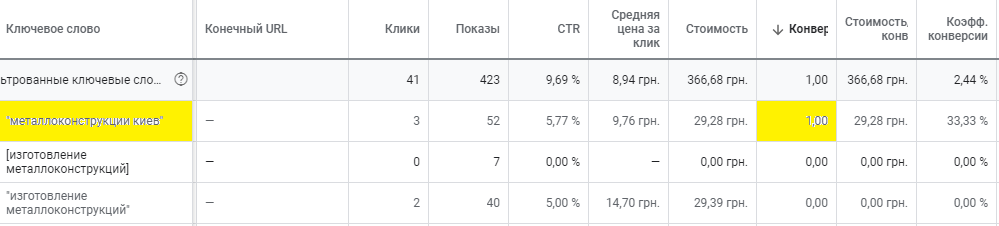 Ключевое слово Конечный URL Клики Показы CTR Средняя цена за клик Стоимость ↓ Конвер Стоимость, конв Коэфф. конверсии
ьтрованные ключевые сло... ? 41 423 9,69 % 8,94 грн. 366,68 грн. 1,00 366,68 грн. 2,44 %
"металлоконструкции киев" — 3 52 5,77 % 9,76 грн. 29,28 грн. 1,00 29,28 грн. 33,33 %
[изготовление металлоконструкций] — 0 7 0,00 % — 0,00 грн. 0,00 0,00 грн. 0,00 %
"изготовление металлоконструкций" — 2 40 5,00 % 14,70 грн. 29,39 грн. 0,00 0,00 грн. 0,00 %